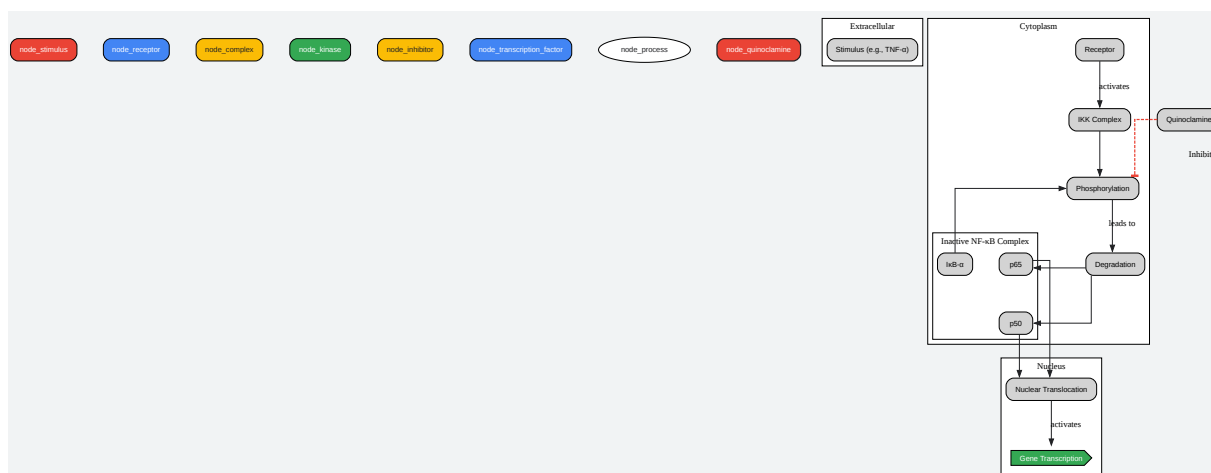 node_stimulus
node_receptor
node_complex
node_kinase
node_inhibitor
node_transcription_factor
node_process
node_quinoclamine
Extracellular
Stimulus (e.g., TNF-α)
Cytoplasm
Receptor
activates
IKK Complex
Quinoclamine
Inhibit
Phosphorylation
leads to
Inactive NF-κB Complex
IκB-α
p65
Degradation
p50
Nucleus
Nuclear Translocation
activates
Gene Transcription